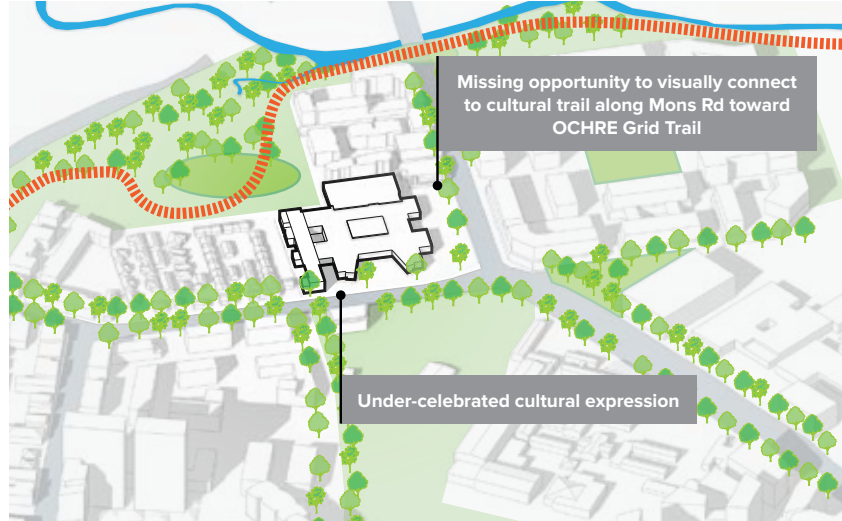 Missing opportunity to visually connect
to cultural trail along Mons Rd toward
OCHRE Grid Trail
Under-celebrated cultural expression